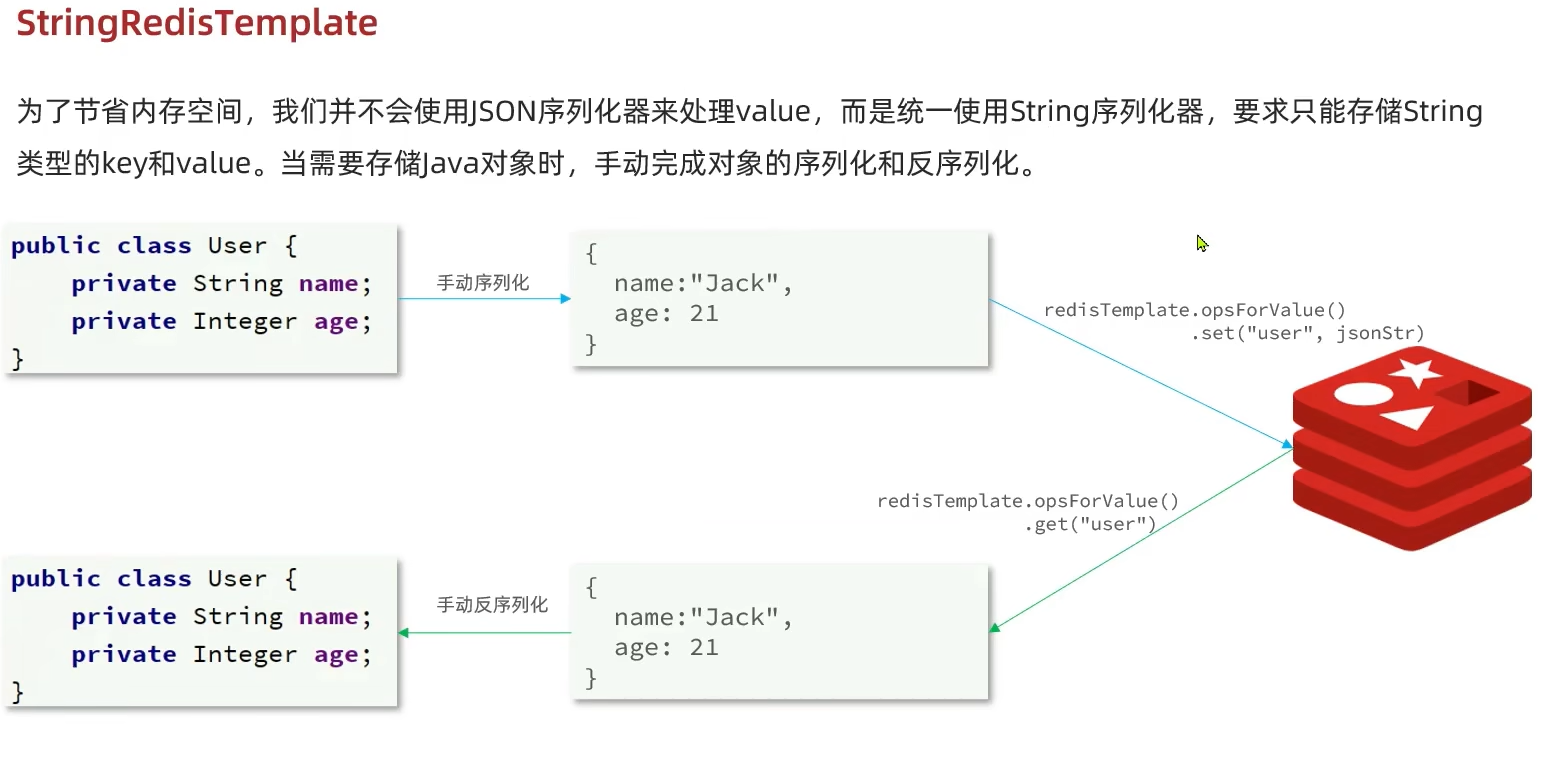 StringRedisTemplate
为了节省内存空间，我们并不会使用JSON序列化器来处理value，而是统一使用String序列化器，要求只能存储String
类型的key和value。当需要存储Java对象时，手动完成对象的序列化和反序列化。
public class User {
    private String name;
    private Integer age;
}
手动序列化
{
  name:"Jack",
  age: 21
}
redisTemplate.opsForValue()
.set("user", jsonStr)
redisTemplate.opsForValue()
.get("user")
public class User {
    private String name;
    private Integer age;
}
手动反序列化
{
  name:"Jack",
  age: 21
}